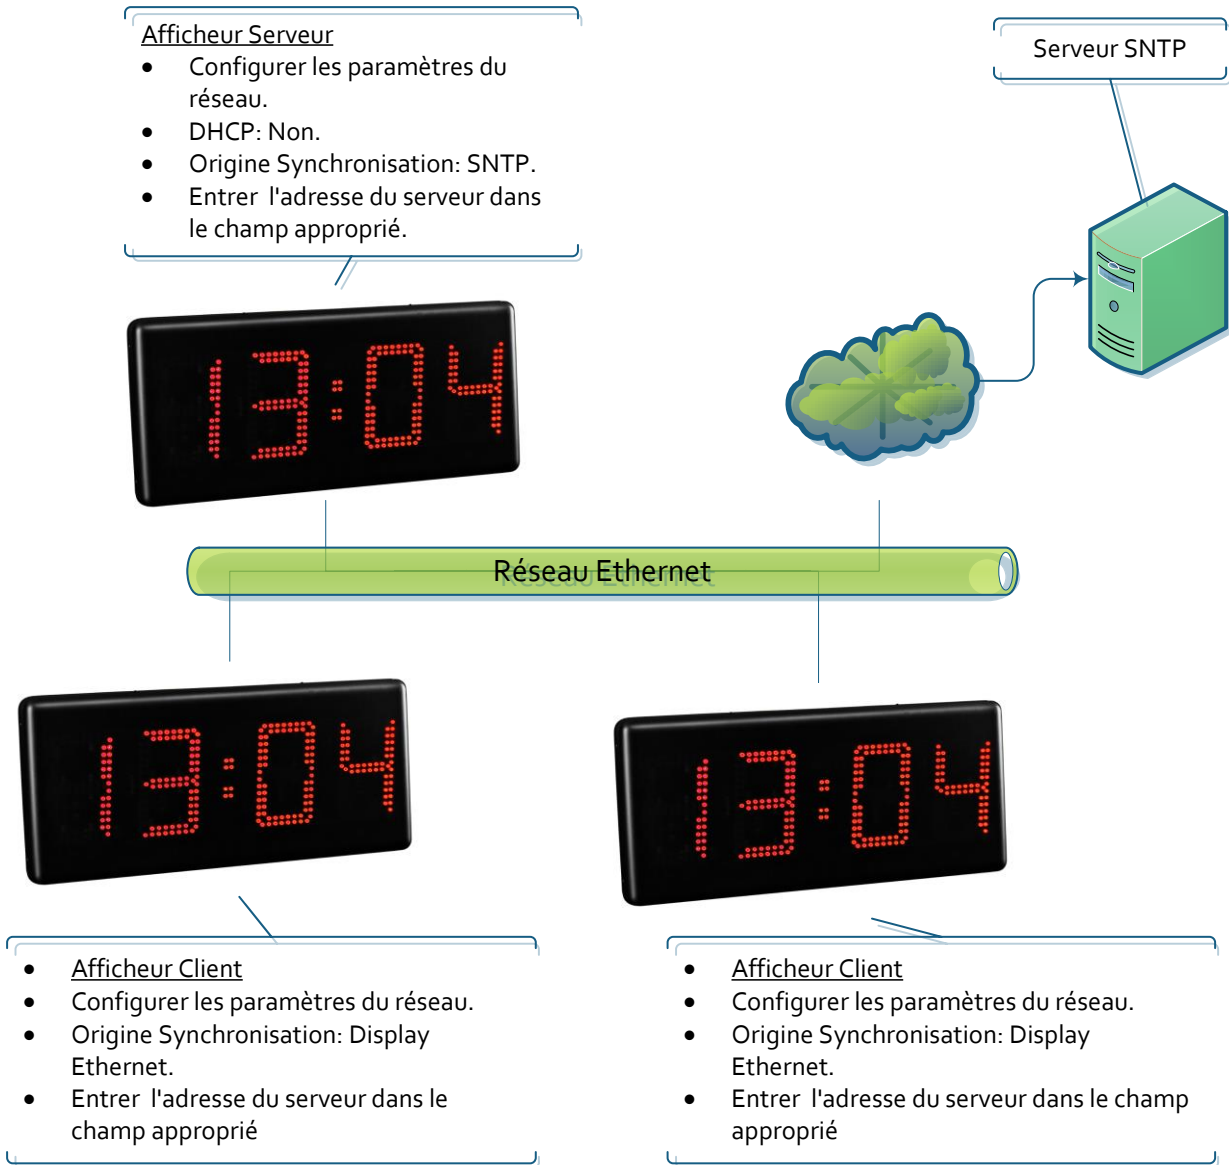 Afficheur Serveur
• Configurer les paramètres du
réseau.
• DHCP: Non.
• Origine Synchronisation: SNTP.
• Entrer l'adresse du serveur dans
le champ approprié.
Serveur SNTP
13:04
Réseau Ethernet
13:04
13:04
• Afficheur Client
• Configurer les paramètres du réseau.
• Origine Synchronisation: Display
Ethernet.
• Entrer l'adresse du serveur dans le
champ approprié
• Afficheur Client
• Configurer les paramètres du réseau.
• Origine Synchronisation: Display
Ethernet.
• Entrer l'adresse du serveur dans le champ
approprié